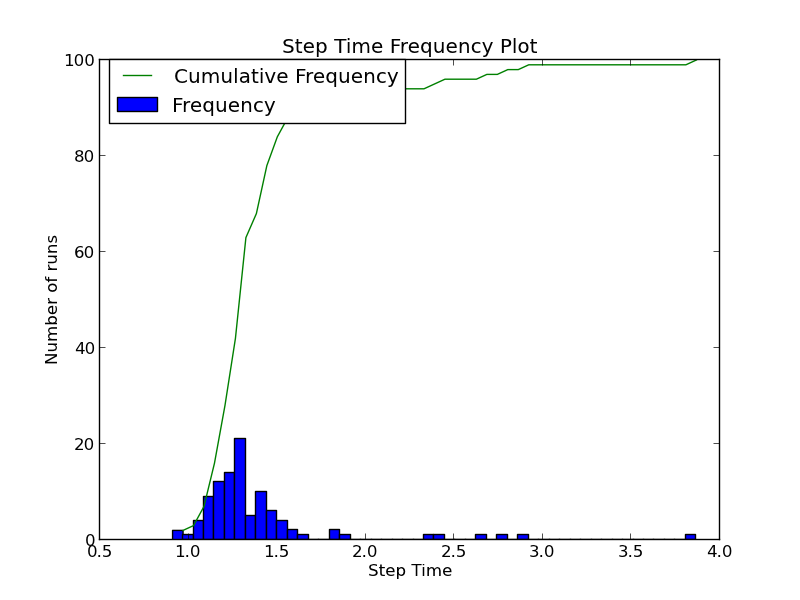 Step Time Frequency Plot
Cumulative Frequency
Frequency
Number of runs
100
80
60
40
20
0
0.5 1.0 1.5 2.0 2.5 3.0 3.5 4.0
Step Time